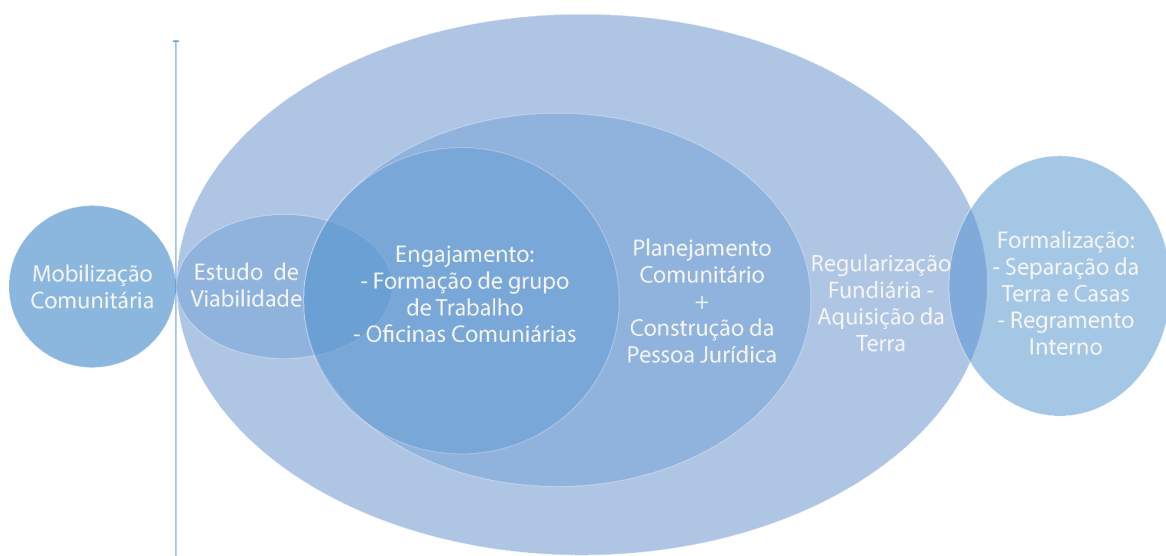 Mobilização
Comunitária
Estudo de
Viabilidade
Engajamento:
- Formação de grupo
de Trabalho
- Oficinas Comuniárias
Planejamento
Comunitário
+
Construção da
Pessoa Jurídica
Regularização
Fundiária -
Aquisição da
Terra
Formalização:
- Separação da
Terra e Casas
- Regramento
Interno